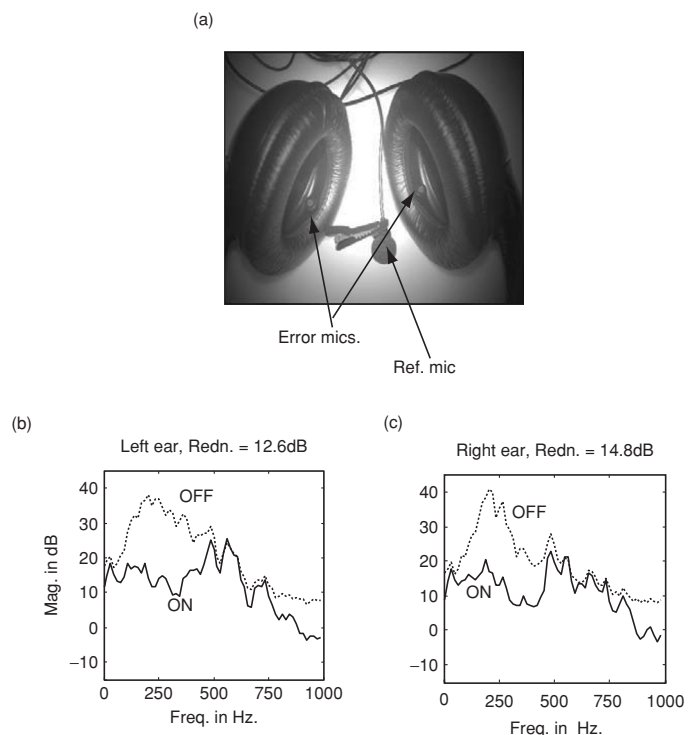 (a)
Error mics.
Ref. mic
(b)
Left ear, Redn. = 12.6dB
Mag. in dB
40
30
20
10
0
−10
OFF
ON
0
250
500
750
1000
Freq. in Hz.
(c)
Right ear, Redn. = 14.8dB
40
30
20
10
0
−10
OFF
ON
0
250
500
750
1000
Freq. in Hz.